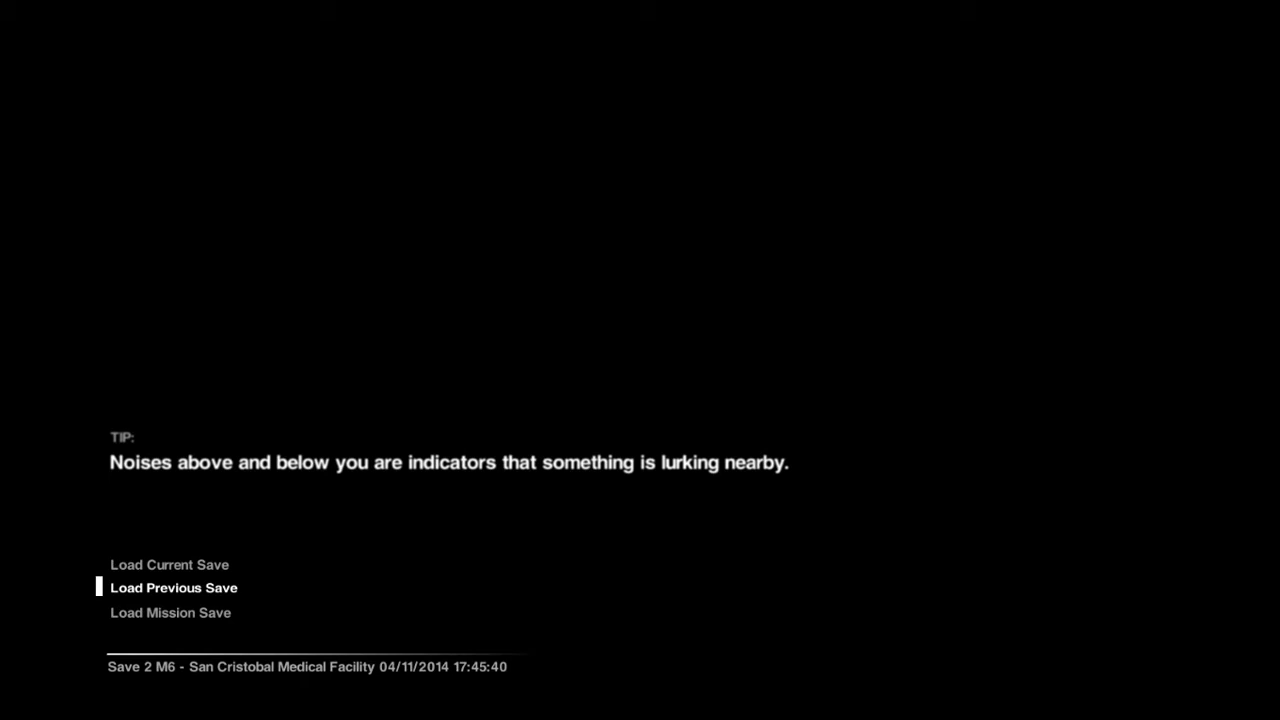 TIP:
Noises above and below you are indicators that something is lurking nearby.
Load Current Save
Load Previous Save
Load Mission Save
Save 2 M6 - San Cristobal Medical Facility 04/11/2014 17:45:40